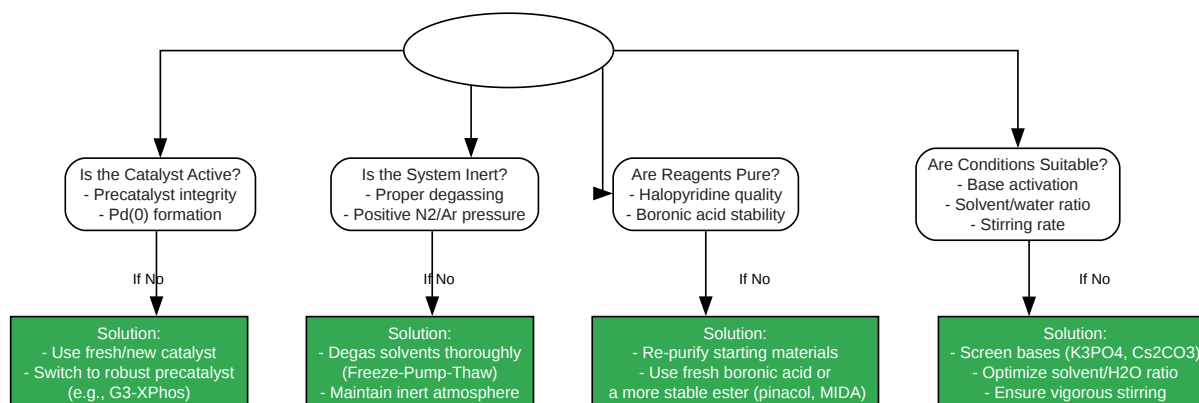 Is the Catalyst Active?
- Precatalyst integrity
- Pd(0) formation
Is the System Inert?
- Proper degassing
- Positive N2/Ar pressure
Are Reagents Pure?
- Halopyridine quality
- Boronic acid stability
Are Conditions Suitable?
- Base activation
- Solvent/water ratio
- Stirring rate
If No
If No
If No
If No
Solution:
- Use fresh/new catalyst
- Switch to robust precatalyst
(e.g., G3-XPhos)
Solution:
- Degas solvents thoroughly
(Freeze-Pump-Thaw)
- Maintain inert atmosphere
Solution:
- Re-purify starting materials
- Use fresh boronic acid or
a more stable ester (pinacol, MIDA)
Solution:
- Screen bases (K3PO4, Cs2CO3)
- Optimize solvent/H2O ratio
- Ensure vigorous stirring